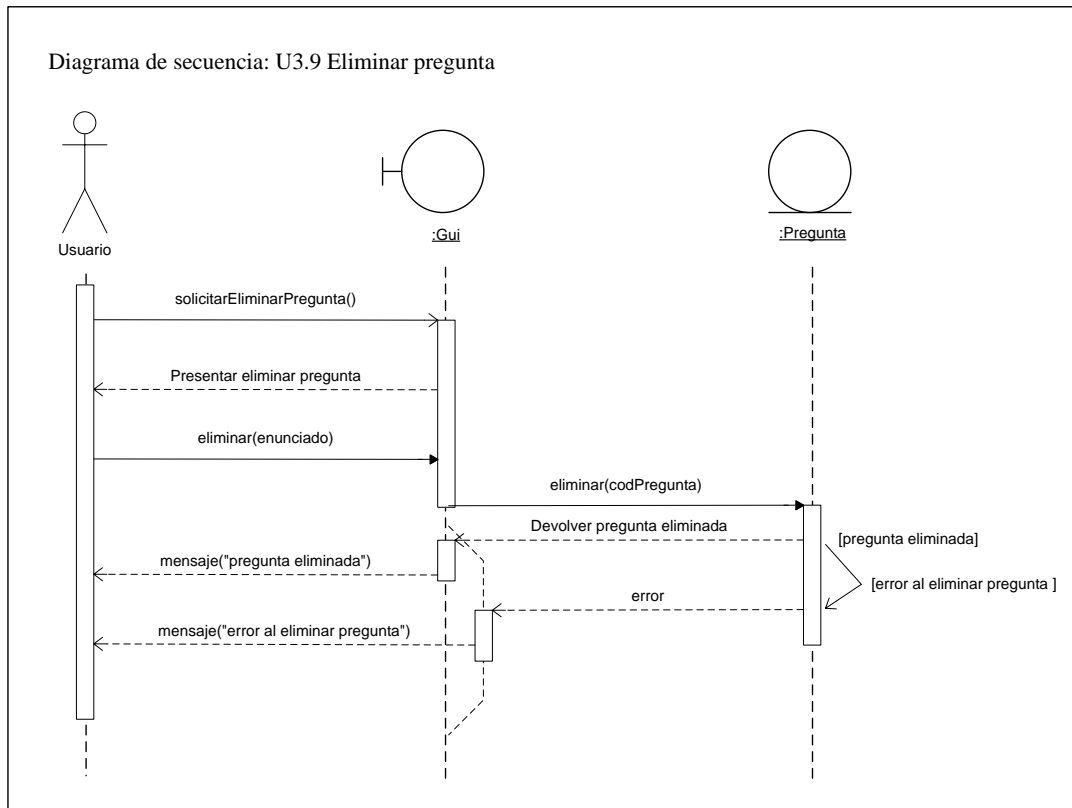 Diagrama de secuencia: U3.9 Eliminar pregunta
Usuario
:Gui
:Pregunta
solicitarEliminarPregunta()
Presentar eliminar pregunta
eliminar(enunciado)
eliminar(codPregunta)
Devolver pregunta eliminada
[pregunta eliminada]
mensaje("pregunta eliminada")
[error al eliminar pregunta ]
error
mensaje("error al eliminar pregunta")